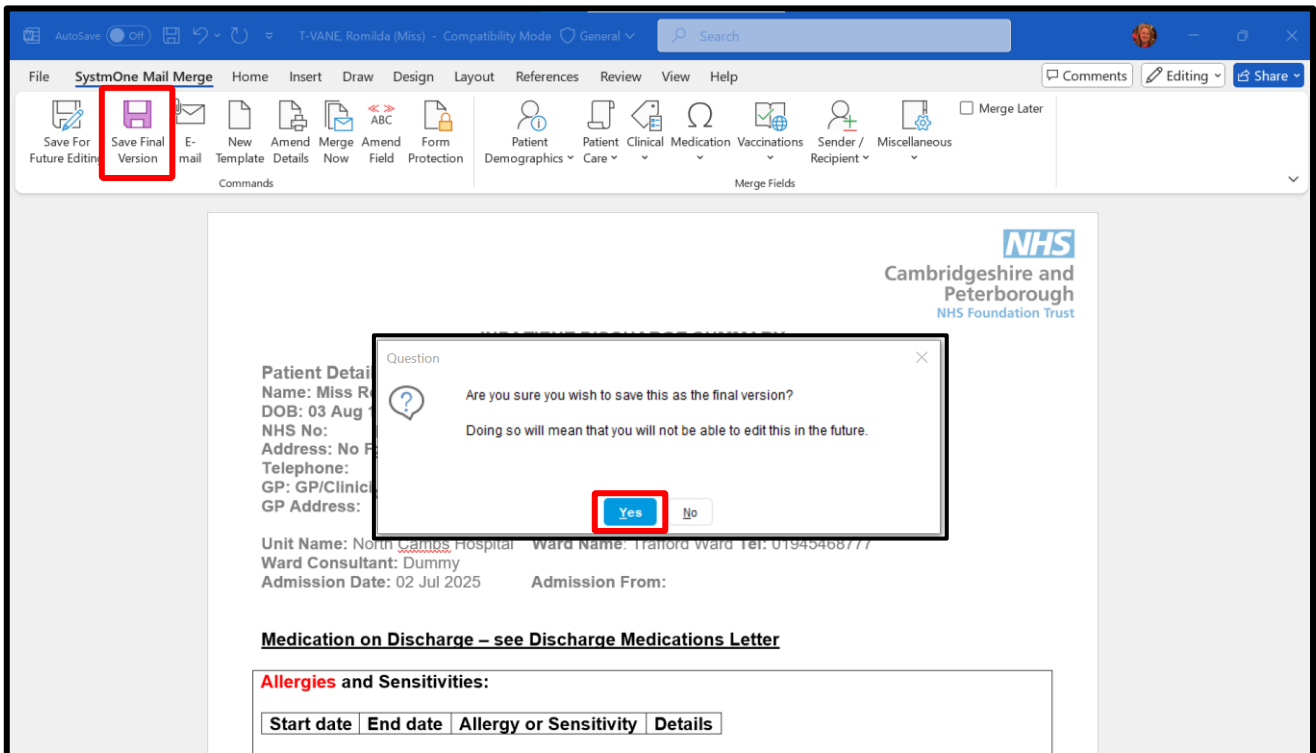 AutoSave Off T-VANE, Romilda (Miss) - Compatibility Mode General Search
File SystmOne Mail Merge Home Insert Draw Design Layout References Review View Help Comments Editing Share
Save For Future Editing
Save Final Version
E-mail
New Template
Amend Details
Merge Now
ABC
Amend Field
Form Protection
Patient Demographics
Patient Care
Clinical
Medication
Vaccinations
Sender / Recipient
Miscellaneous
Merge Later
Commands
Merge Fields
NHS
Cambridgeshire and
Peterborough
NHS Foundation Trust
INPATIENT DISCHARGE SUMMARY
Question
Are you sure you wish to save this as the final version?
Doing so will mean that you will not be able to edit this in the future.
Yes No
Patient Detai
Name: Miss R
DOB: 03 Aug
NHS No:
Address: No F
Telephone:
GP: GP/Clinici
GP Address:
Unit Name: North Cambs Hospital Ward Name: Trafford Ward Tel: 01945468777
Ward Consultant: Dummy
Admission Date: 02 Jul 2025 Admission From:
Medication on Discharge – see Discharge Medications Letter
Allergies and Sensitivities:
Start date End date Allergy or Sensitivity Details